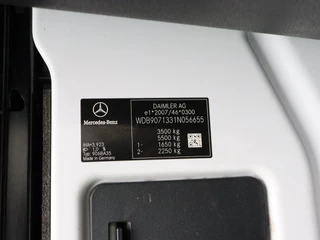 Mercedes-Benz
DAIMLER AG
e1*2007/46*0300
WDB9071331N056655
3500 kg
5500 kg
1- 1650 kg
2- 2250 kg
Made in Germany